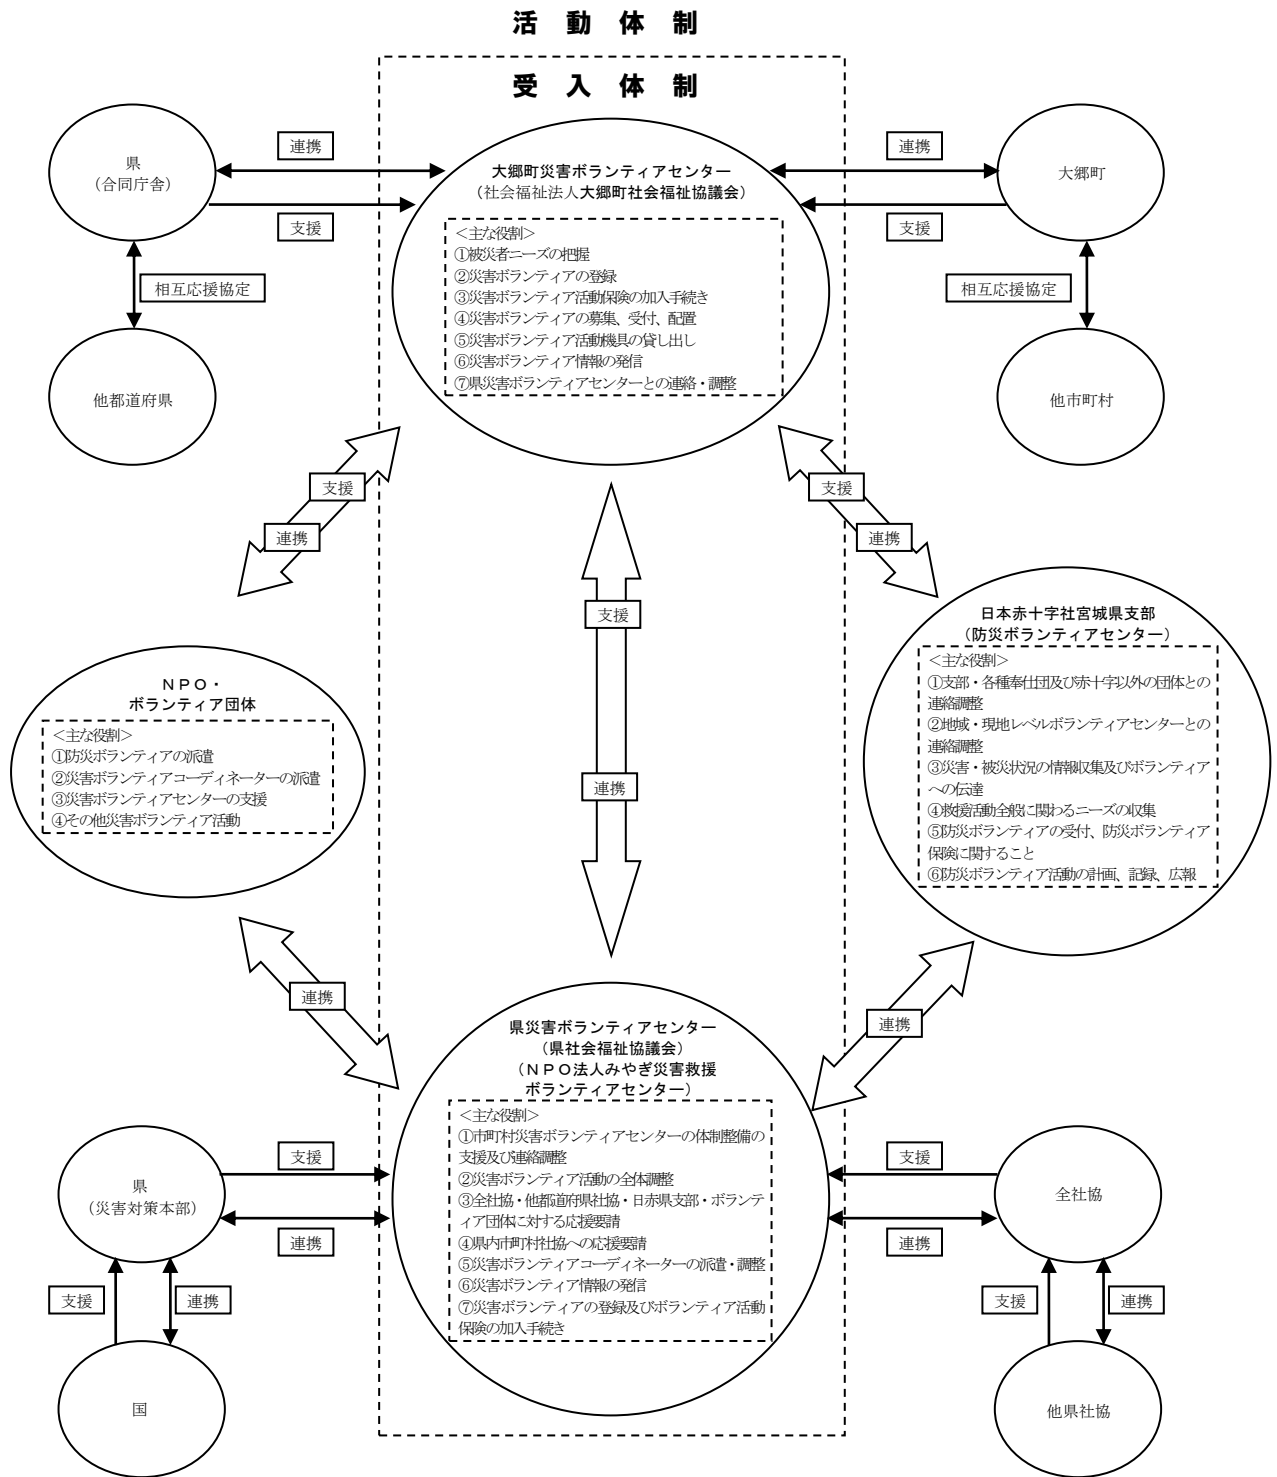 活動体制
受入体制
連携
連携
県
（合同庁舎）
大郷町災害ボランティアセンター
（社会福祉法人大郷町社会福祉協議会）
大郷町
支援
支援
＜主な役割＞
①被災者ニーズの把握
②災害ボランティアの登録
③災害ボランティア活動保険の加入手続き
④災害ボランティアの募集、受付、配置
⑤災害ボランティア活動機具の貸し出し
⑥災害ボランティア情報の発信
⑦県災害ボランティアセンターとの連絡・調整
相互応援協定
相互応援協定
他都道府県
他市町村
支援
連携
支援
連携
支援
連携
日本赤十字社宮城県支部
（防災ボランティアセンター）
＜主な役割＞
①支部・各種奉仕団及び赤十字以外の団体との
連絡調整
②地域・現地レベルボランティアセンターとの
連絡調整
③災害・被災状況の情報収集及びボランティア
への伝達
④救援活動全般に関わるニーズの収集
⑤防災ボランティアの受付、防災ボランティア
保険に関すること
⑥防災ボランティア活動の計画、記録、広報
ＮＰＯ・
ボランティア団体
＜主な役割＞
①防災ボランティアの派遣
②災害ボランティアコーディネーターの派遣
③災害ボランティアセンターの支援
④その他災害ボランティア活動
連携
連携
県災害ボランティアセンター
（県社会福祉協議会）
（ＮＰＯ法人みやぎ災害救援
ボランティアセンター）
＜主な役割＞
①市町村災害ボランティアセンターの体制整備の
支援及び連絡調整
②災害ボランティア活動の全体調整
③全社協・他都道府県社協・日赤県支部・ボランテ
ィア団体に対する応援要請
④県内市町村社協への応援要請
⑤災害ボランティアコーディネーターの派遣・調整
⑥災害ボランティア情報の発信
⑦災害ボランティアの登録及びボランティア活動
保険の加入手続き
県
（災害対策本部）
支援
連携
支援
連携
国
支援
連携
全社協
支援
連携
他県社協